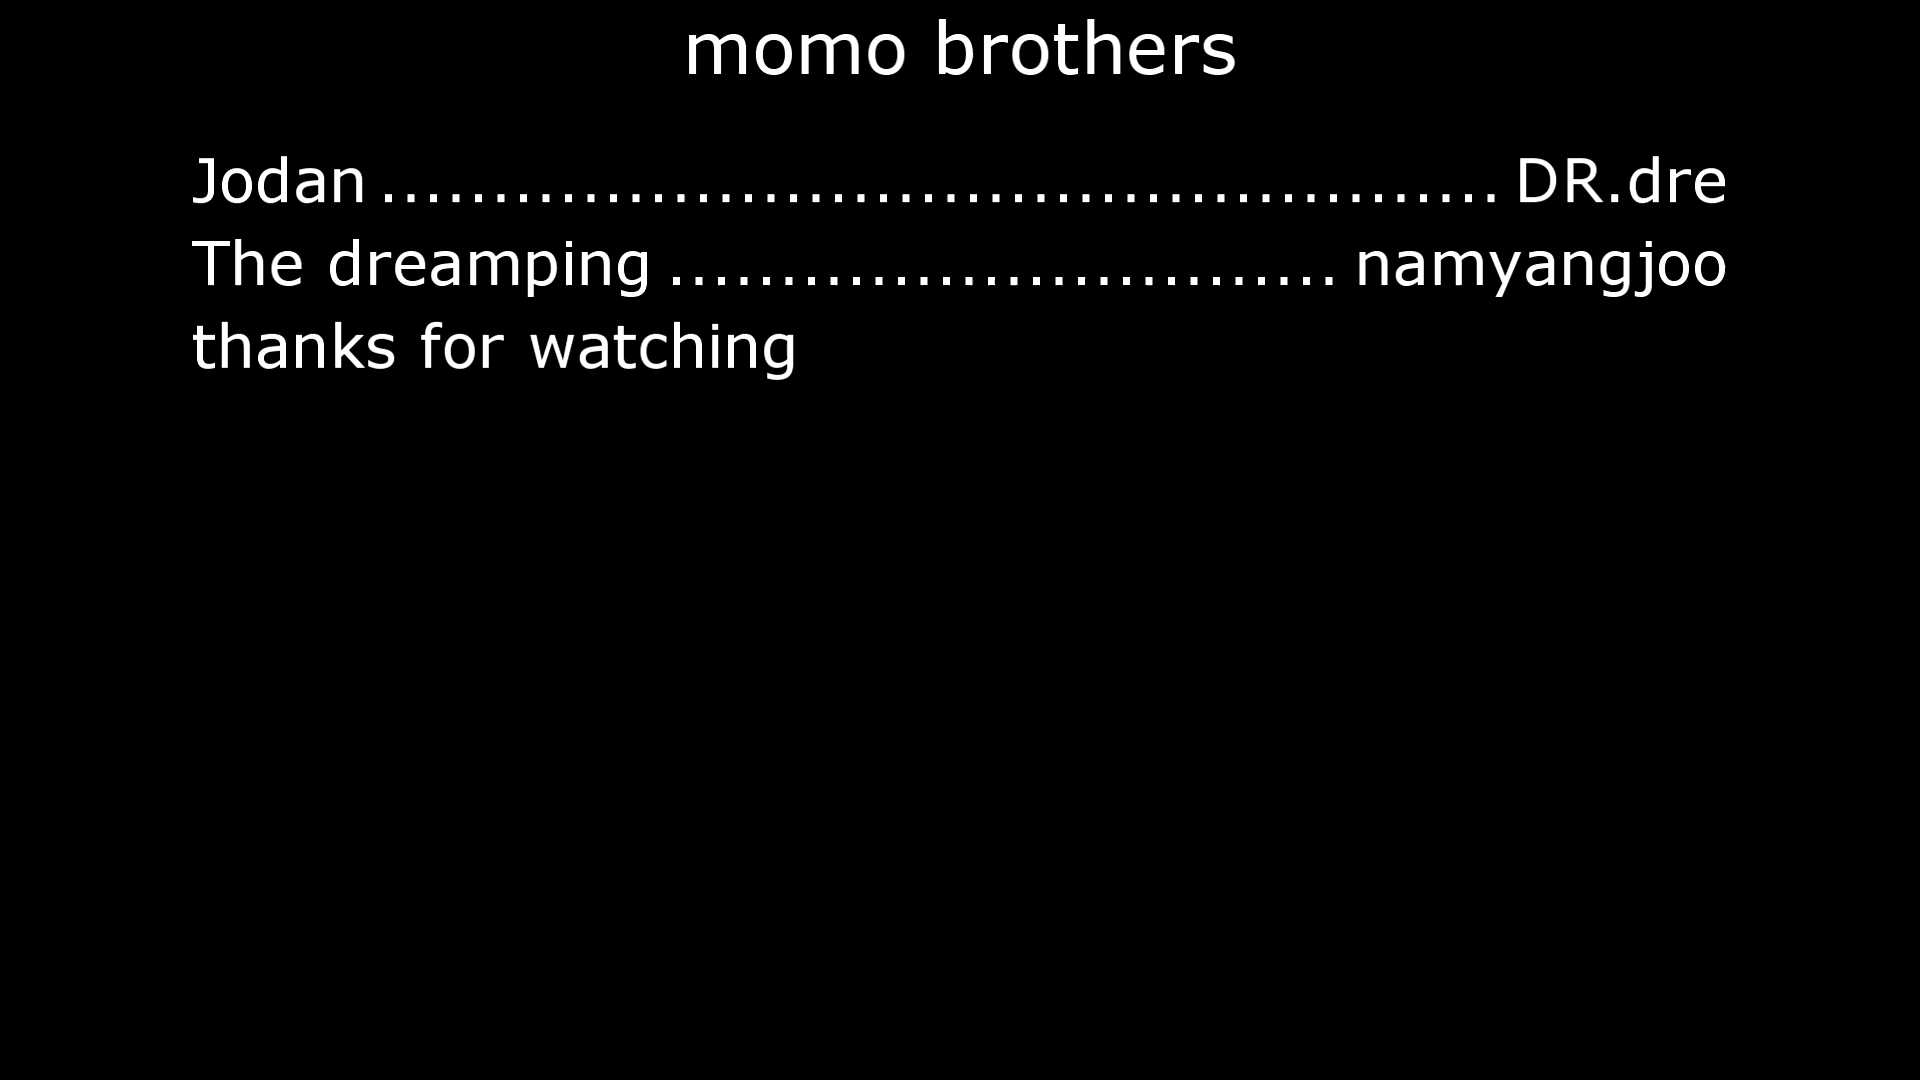 momo brothers
Jodan .................................................. DR.dre
The dreamping .............................. namyangjoo
thanks for watching